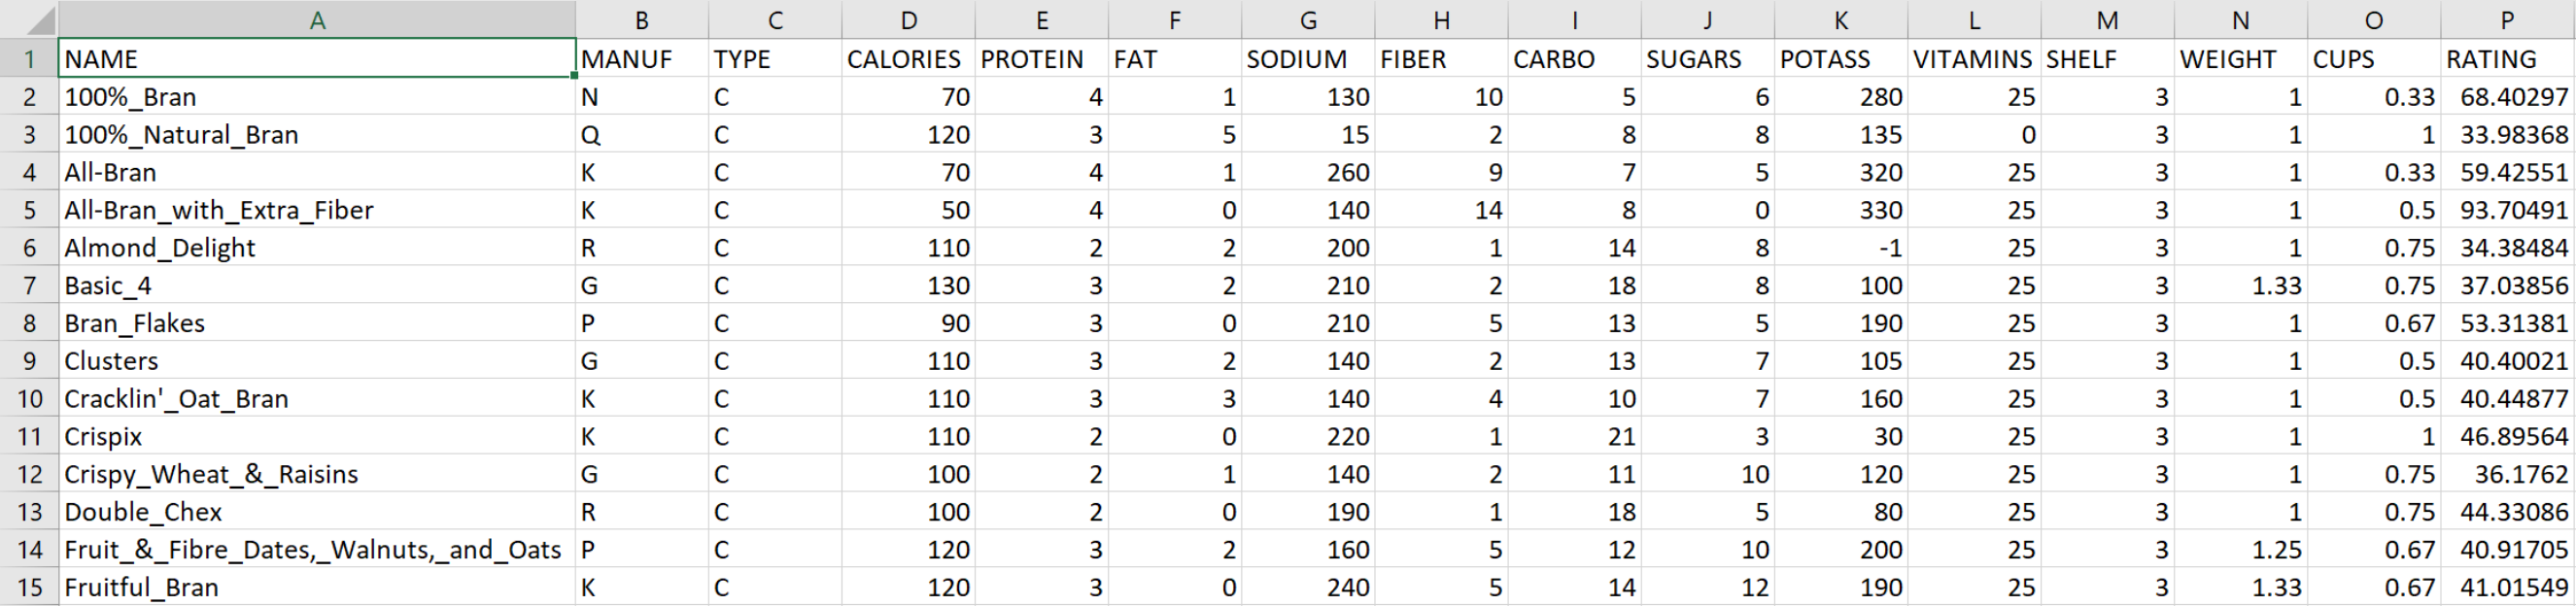 A B C D E F G H I J K L M N O P
1 NAME MANUF TYPE CALORIES PROTEIN FAT SODIUM FIBER CARBO SUGARS POTASS VITAMINS SHELF WEIGHT CUPS RATING
2 100%_Bran N C 70 4 1 130 10 5 6 280 25 3 1 0.33 68.40297
3 100%_Natural_Bran Q C 120 3 5 15 2 8 8 135 0 3 1 1 33.98368
4 All-Bran K C 70 4 1 260 9 7 5 320 25 3 1 0.33 59.42551
5 All-Bran_with_Extra_Fiber K C 50 4 0 140 14 8 0 330 25 3 1 0.5 93.70491
6 Almond_Delight R C 110 2 2 200 1 14 8 -1 25 3 1 0.75 34.38484
7 Basic_4 G C 130 3 2 210 2 18 8 100 25 3 1.33 0.75 37.03856
8 Bran_Flakes P C 90 3 0 210 5 13 5 190 25 3 1 0.67 53.31381
9 Clusters G C 110 3 2 140 2 13 7 105 25 3 1 0.5 40.40021
10 Cracklin'_Oat_Bran K C 110 3 3 140 4 10 7 160 25 3 1 0.5 40.44877
11 Crispix K C 110 2 0 220 1 21 3 30 25 3 1 1 46.89564
12 Crispy_Wheat_&_Raisins G C 100 2 1 140 2 11 10 120 25 3 1 0.75 36.1762
13 Double_Chex R C 100 2 0 190 1 18 5 80 25 3 1 0.75 44.33086
14 Fruit_&_Fibre_Dates,_Walnuts,_and_Oats P C 120 3 2 160 5 12 10 200 25 3 1.25 0.67 40.91705
15 Fruitful_Bran K C 120 3 0 240 5 14 12 190 25 3 1.33 0.67 41.01549